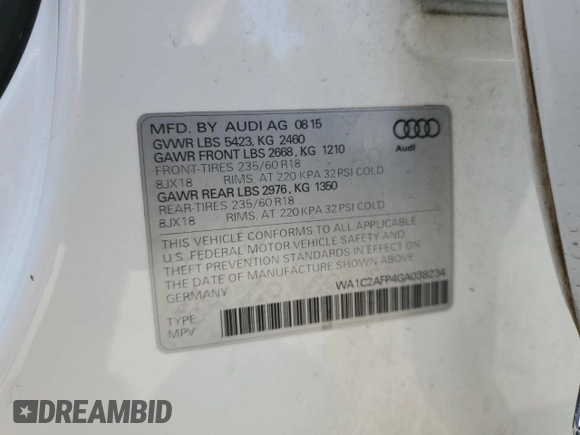 MFD. BY AUDI AG 08 15
GVWR LBS 5423, KG 2460
GAWR FRONT LBS 2668, KG 1210
FRONT-TIRES 235/60 R18
8JX18 RIMS, AT 220 KPA 32 PSI COLD
GAWR REAR LBS 2976, KG 1350
REAR-TIRES 235/60 R18
8JX18 RIMS, AT 220 KPA 32 PSI COLD
Audi
THIS VEHICLE CONFORMS TO ALL APPLICABLE
U.S. FEDERAL MOTOR VEHICLE SAFETY AND
THEFT PREVENTION STANDARDS IN EFFECT ON
THE DATE OF MANUFACTURE SHOWN ABOVE
GERMANY
WA1C2AFP4GA038234
TYPE:
MPV
DREAMBID